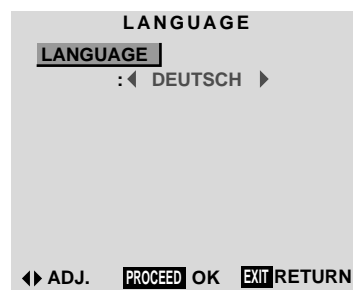 LANGUAGE
LANGUAGE
:◀ DEUTSCH ▶
◀▶ ADJ. PROCEED OK EXIT RETURN